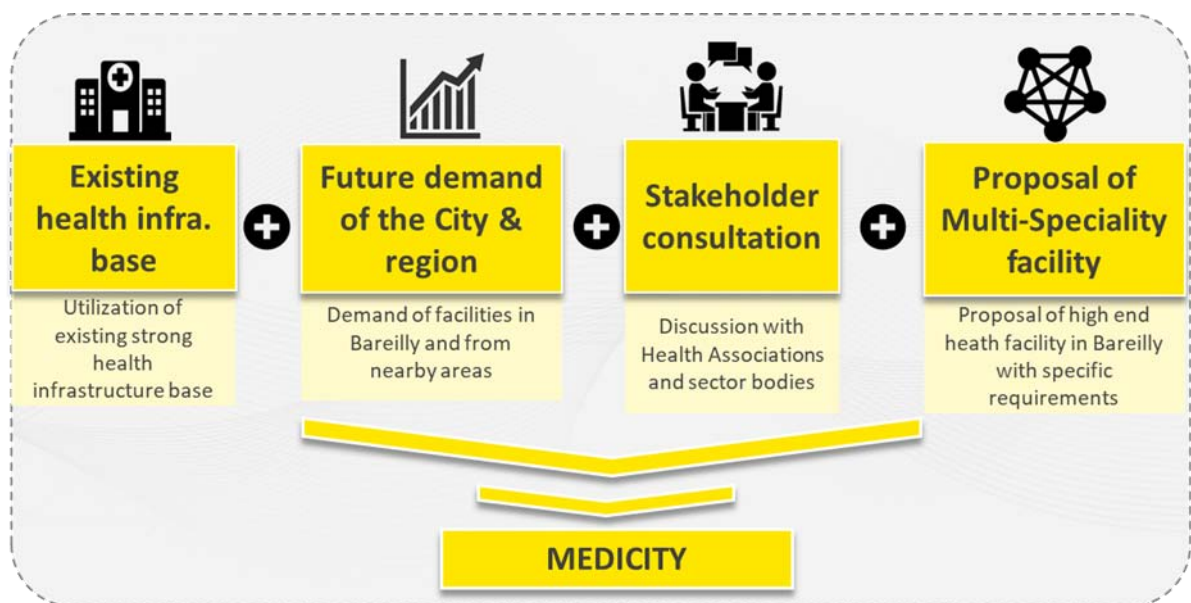 Existing
health infra.
base
Utilization of
existing strong
health
infrastructure base
Future demand
of the City &
region
Demand of facilities in
Bareilly and from
nearby areas
Stakeholder
consultation
Discussion with
Health Associations
and sector bodies
Proposal of
Multi-Speciality
facility
Proposal of high end
heath facility in Bareilly
with specific
requirements
MEDICITY